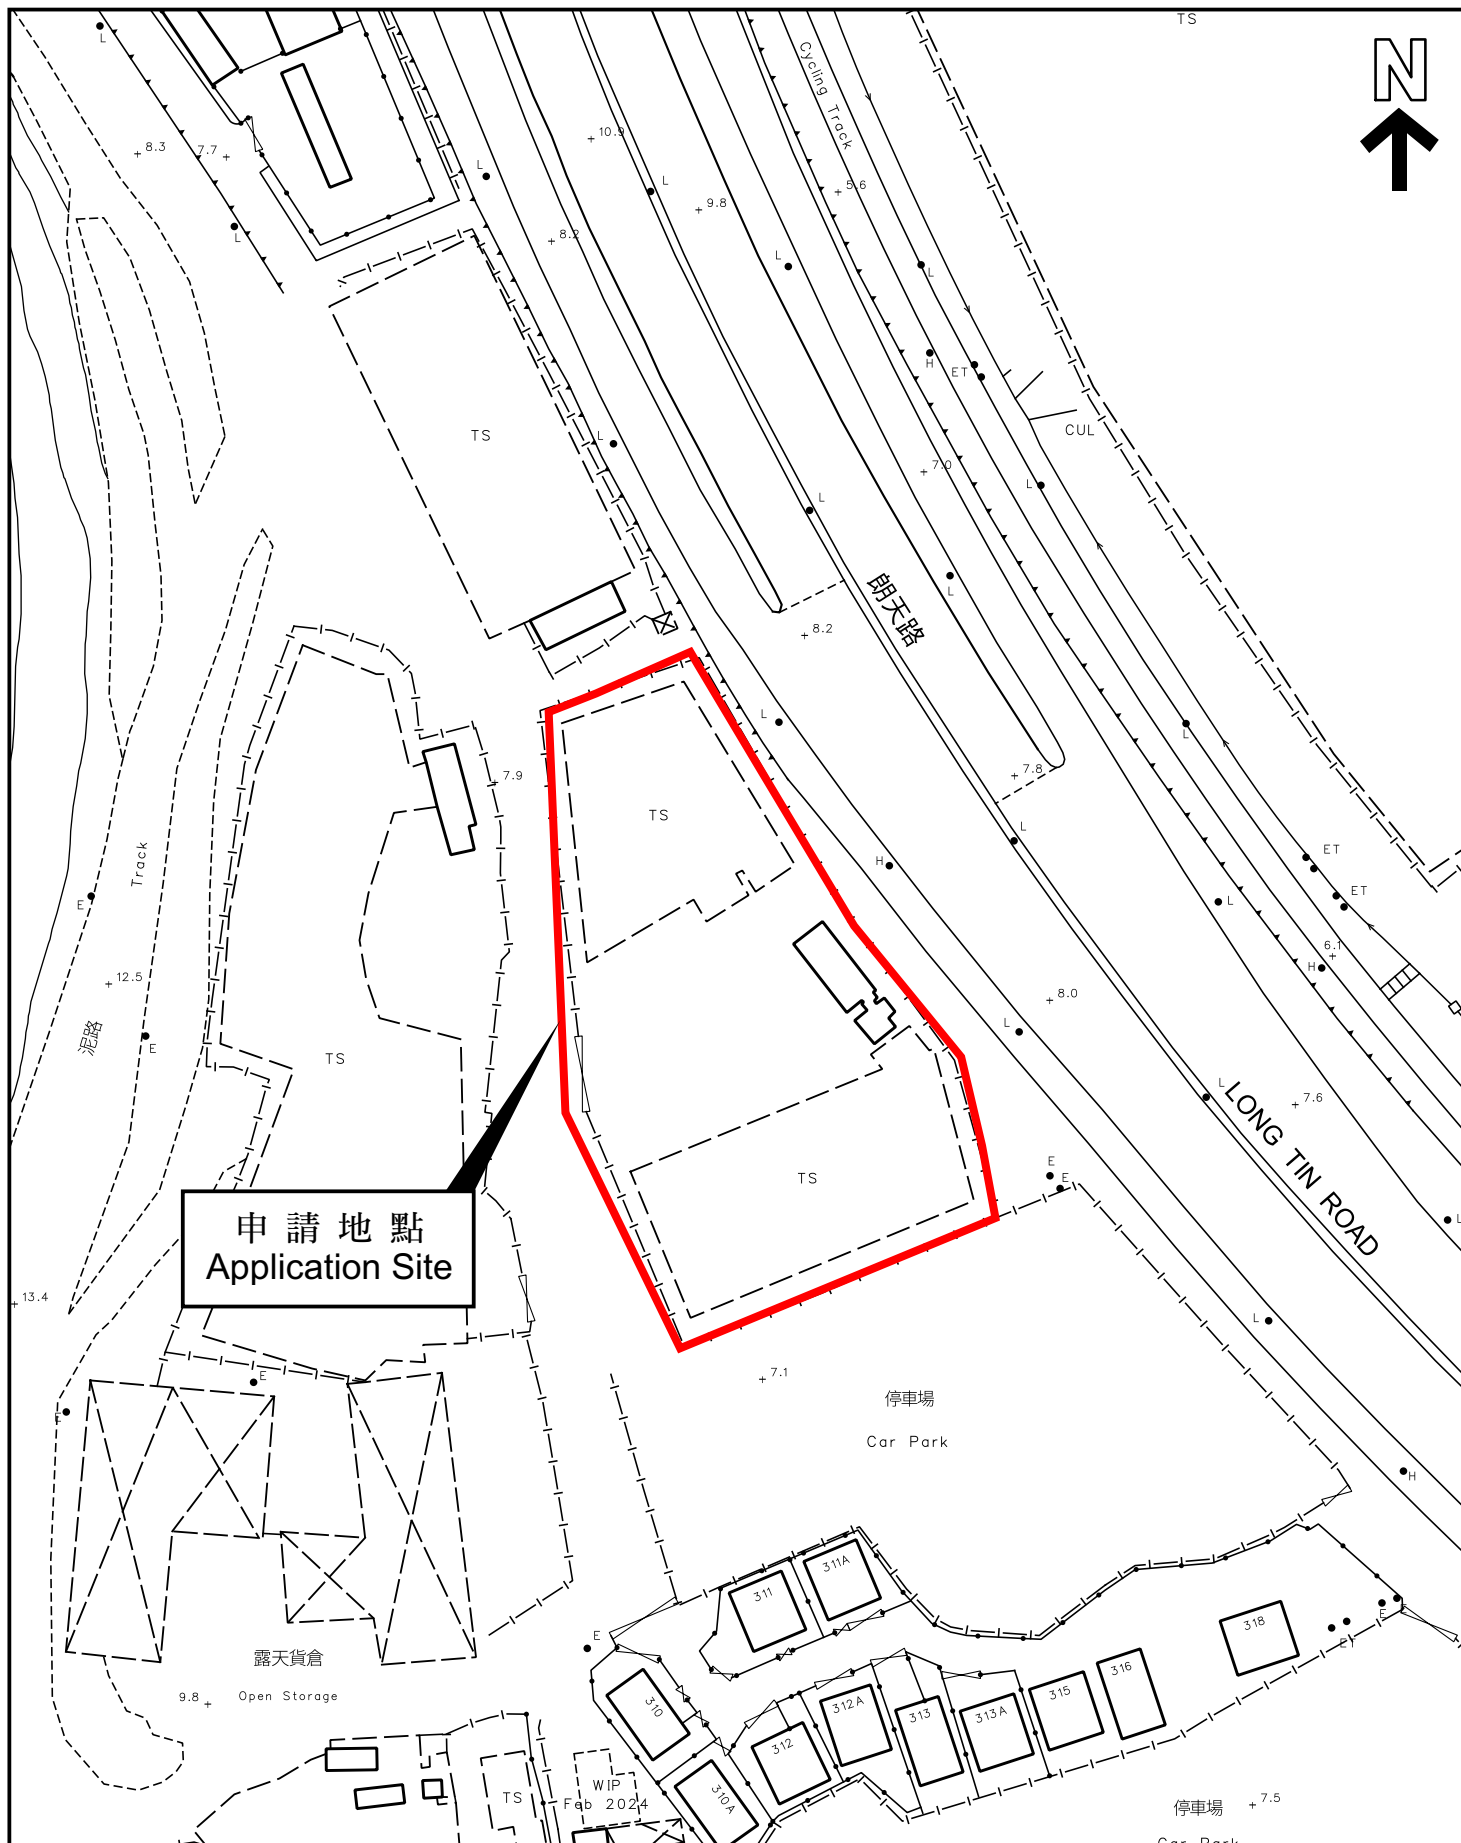 TS
N
L
Cycling Track
10.9
8.3
7.7
L
L
5.6
9.8
L
8.2
L
L
H
ET
CUL
TS
L
7.0
L
L
朗天路
L
8.2
L
L
7.8
7.9
TS
L
Track
H
ET
E
ET
L
6.1
H
12.5
泥路
E
TS
8.0
L
L
7.6
LONG TIN ROAD
E
E
TS
L
申請地點
Application Site
13.4
L
E
7.1
停車場
Car Park
E
H
311
311A
318
E
E
ET
露天貨倉
Open Storage
9.8
310
312A
313
313A
315
316
312
310A
TS
WIP
Feb 2024
停車場
7.5
Car Park